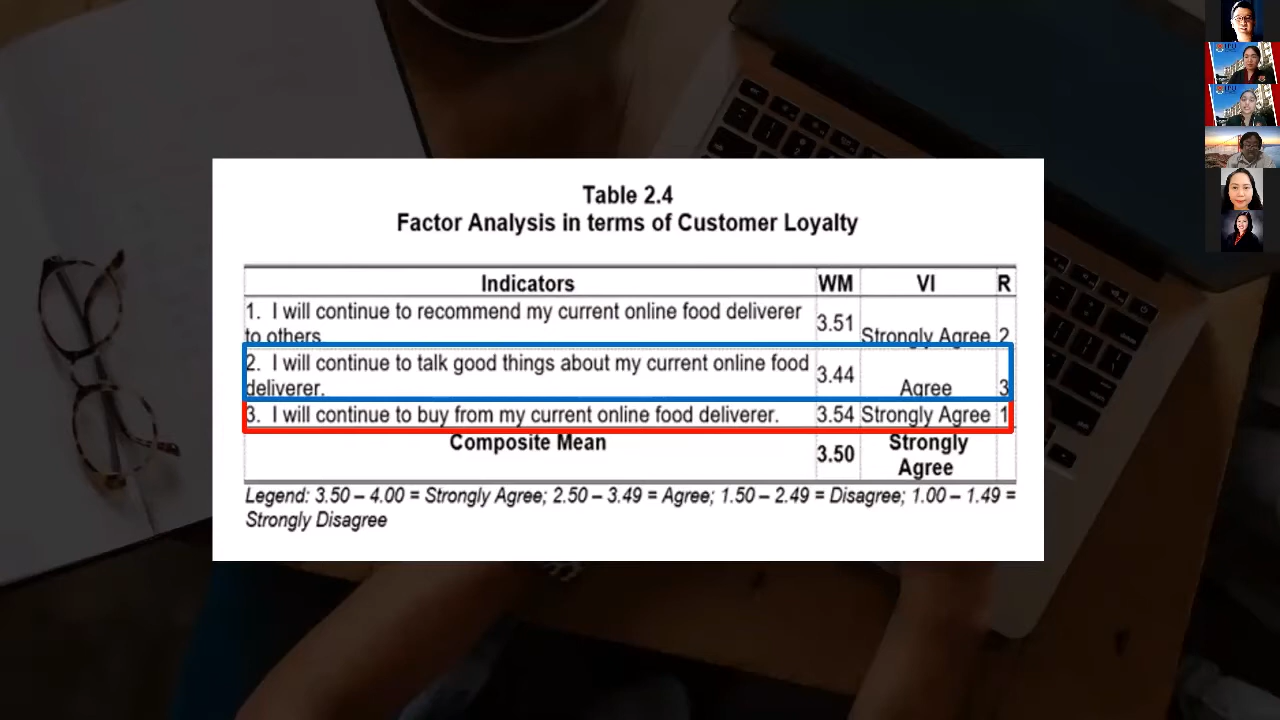 Table 2.4
Factor Analysis in terms of Customer Loyalty
Indicators WM VI R
1. I will continue to recommend my current online food deliverer
to others 3.51 Strongly Agree 2
2. I will continue to talk good things about my current online food
deliverer. 3.44 Agree 3
3. I will continue to buy from my current online food deliverer. 3.54 Strongly Agree 1
Composite Mean 3.50 Strongly
Agree
Legend: 3.50 – 4.00 = Strongly Agree; 2.50 – 3.49 = Agree; 1.50 – 2.49 = Disagree; 1.00 – 1.49 =
Strongly Disagree